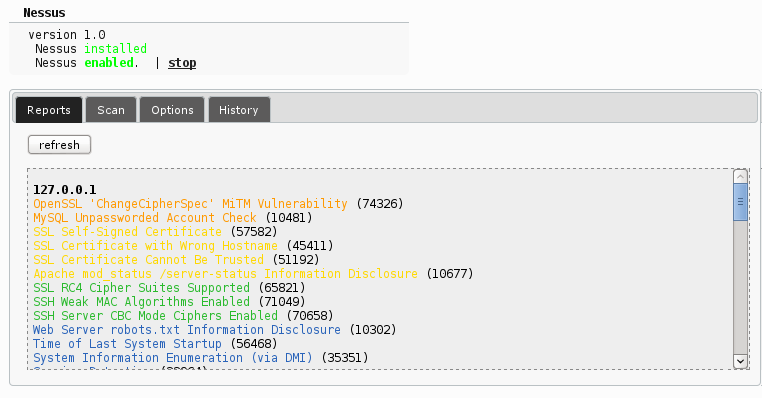 Nessus
version 1.0
Nessus installed
Nessus enabled. | stop
Reports Scan Options History
refresh
127.0.0.1
OpenSSL 'ChangeCipherSpec' MiTM Vulnerability (74326)
MySQL Unpassworded Account Check (10481)
SSL Self-Signed Certificate (57582)
SSL Certificate with Wrong Hostname (45411)
SSL Certificate Cannot Be Trusted (51192)
Apache mod_status /server-status Information Disclosure (10677)
SSL RC4 Cipher Suites Supported (65821)
SSH Weak MAC Algorithms Enabled (71049)
SSH Server CBC Mode Ciphers Enabled (70658)
Web Server robots.txt Information Disclosure (10302)
Time of Last System Startup (56468)
System Information Enumeration (via DMI) (35351)